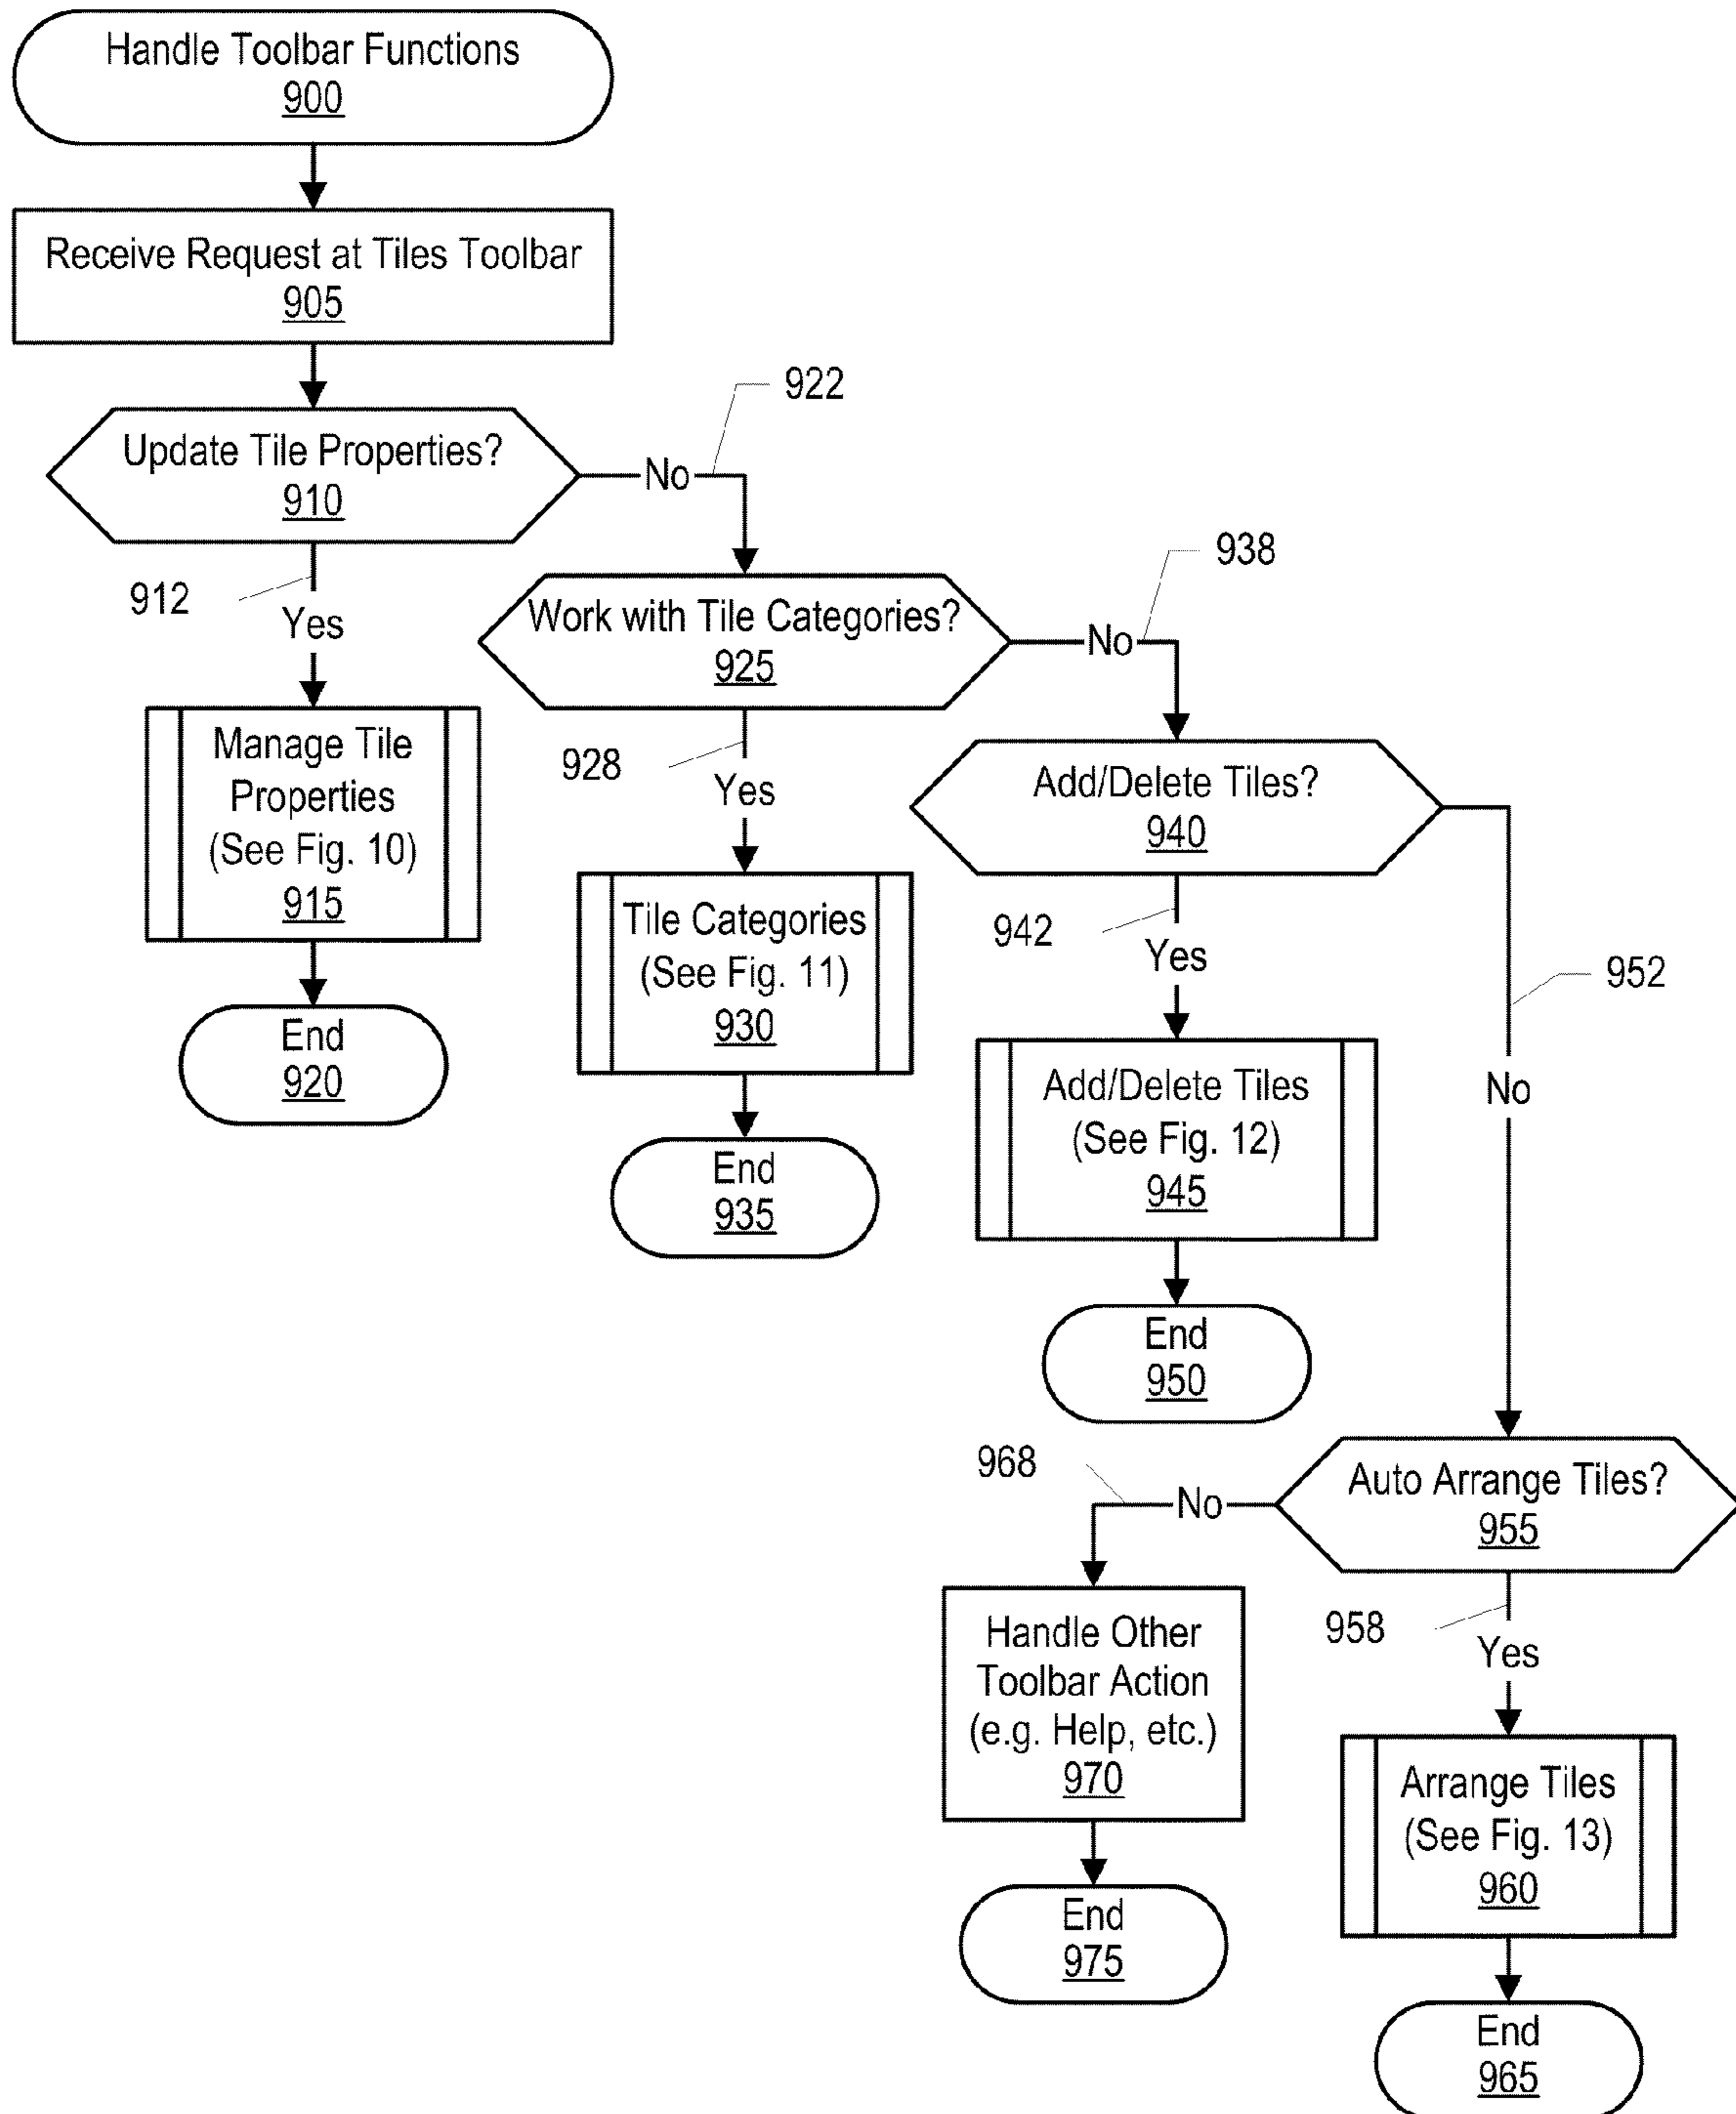 Handle Toolbar Functions
900
Receive Request at Tiles Toolbar
905
922
Update Tile Properties?
910
No
938
912
Yes
Work with Tile Categories?
925
No
Manage Tile
Properties
(See Fig. 10)
915
928
Yes
Add/Delete Tiles?
940
Tile Categories
(See Fig. 11)
930
942
Yes
952
End
920
No
Add/Delete Tiles
(See Fig. 12)
945
End
935
End
950
968
No
Auto Arrange Tiles?
955
958
Yes
Handle Other
Toolbar Action
(e.g. Help, etc.)
970
Arrange Tiles
(See Fig. 13)
960
End
975
End
965